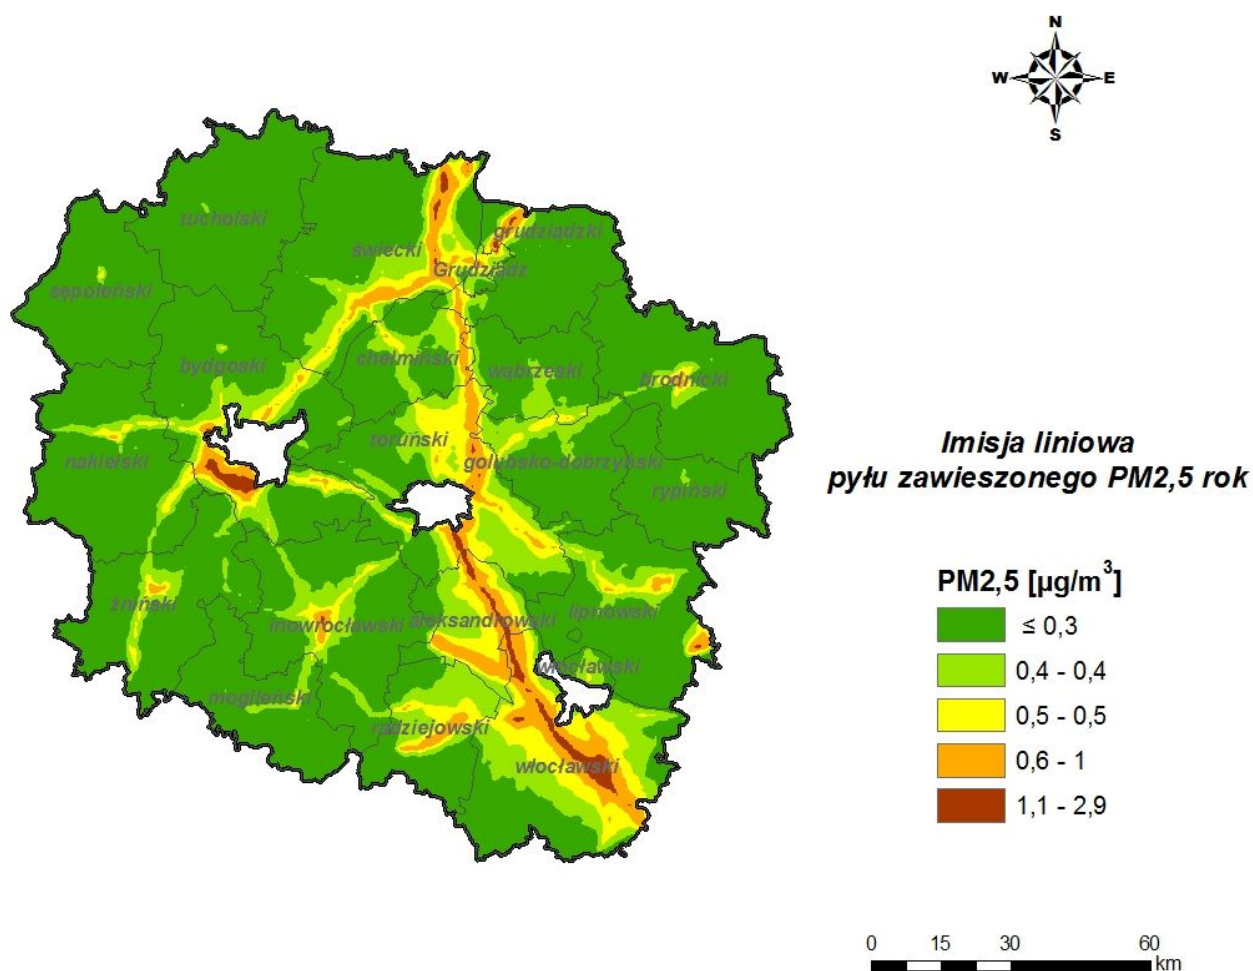 N
W E
S
tucholski
świecki
grudziądzki
Grudziądz
sępoleński
bydgoski
chełmiński
wąbrzeski
brodnicki
toruński
nakielski
golubsko-dobrzyński
rypiński
Imisja liniowa
pyłu zawieszonego PM2,5 rok
żniński
inowrocławski
aleksandrowski
lipnowski
włocławski
mogileński
radziejowski
włocławski
PM2,5 [µg/m³]
≤ 0,3
0,4 - 0,4
0,5 - 0,5
0,6 - 1
1,1 - 2,9
0 15 30 60
km